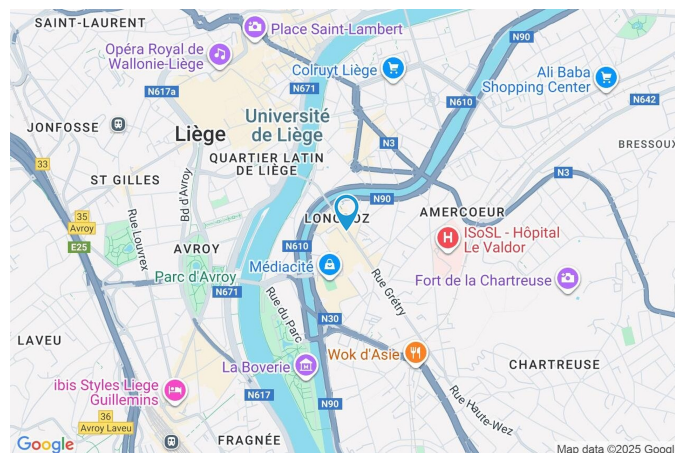 SAINT-LAURENT
Place Saint-Lambert
N90
Opéra Royal de
Wallonie-Liège
Colruyt Liège
Ali Baba
Shopping Center
N617a
N671
N610
N642
Université
de Liège
JONFOSSE
Liège
N3
BRESSOUX
QUARTIER LATIN
DE LIÈGE
33
ST GILLES
N3
Bd d'Avroy
N90
Rue Louvrex
35
Avroy
E25
AMERCOEUR
ISoSL - Hôpital
Le Valdor
AVROY
N610
Médiacité
Parc d'Avroy
Rue Grétry
Fort de la Chartreuse
N671
Rue du Parc
N30
LAVEU
Wok d'Asie
La Boverie
CHARTREUSE
ibis Styles Liege
Guillemins
N617
N90
Rue Haute-Wez
36
Avroy Laveu
FRAGNÉE
Google
Map data ©2025 Google